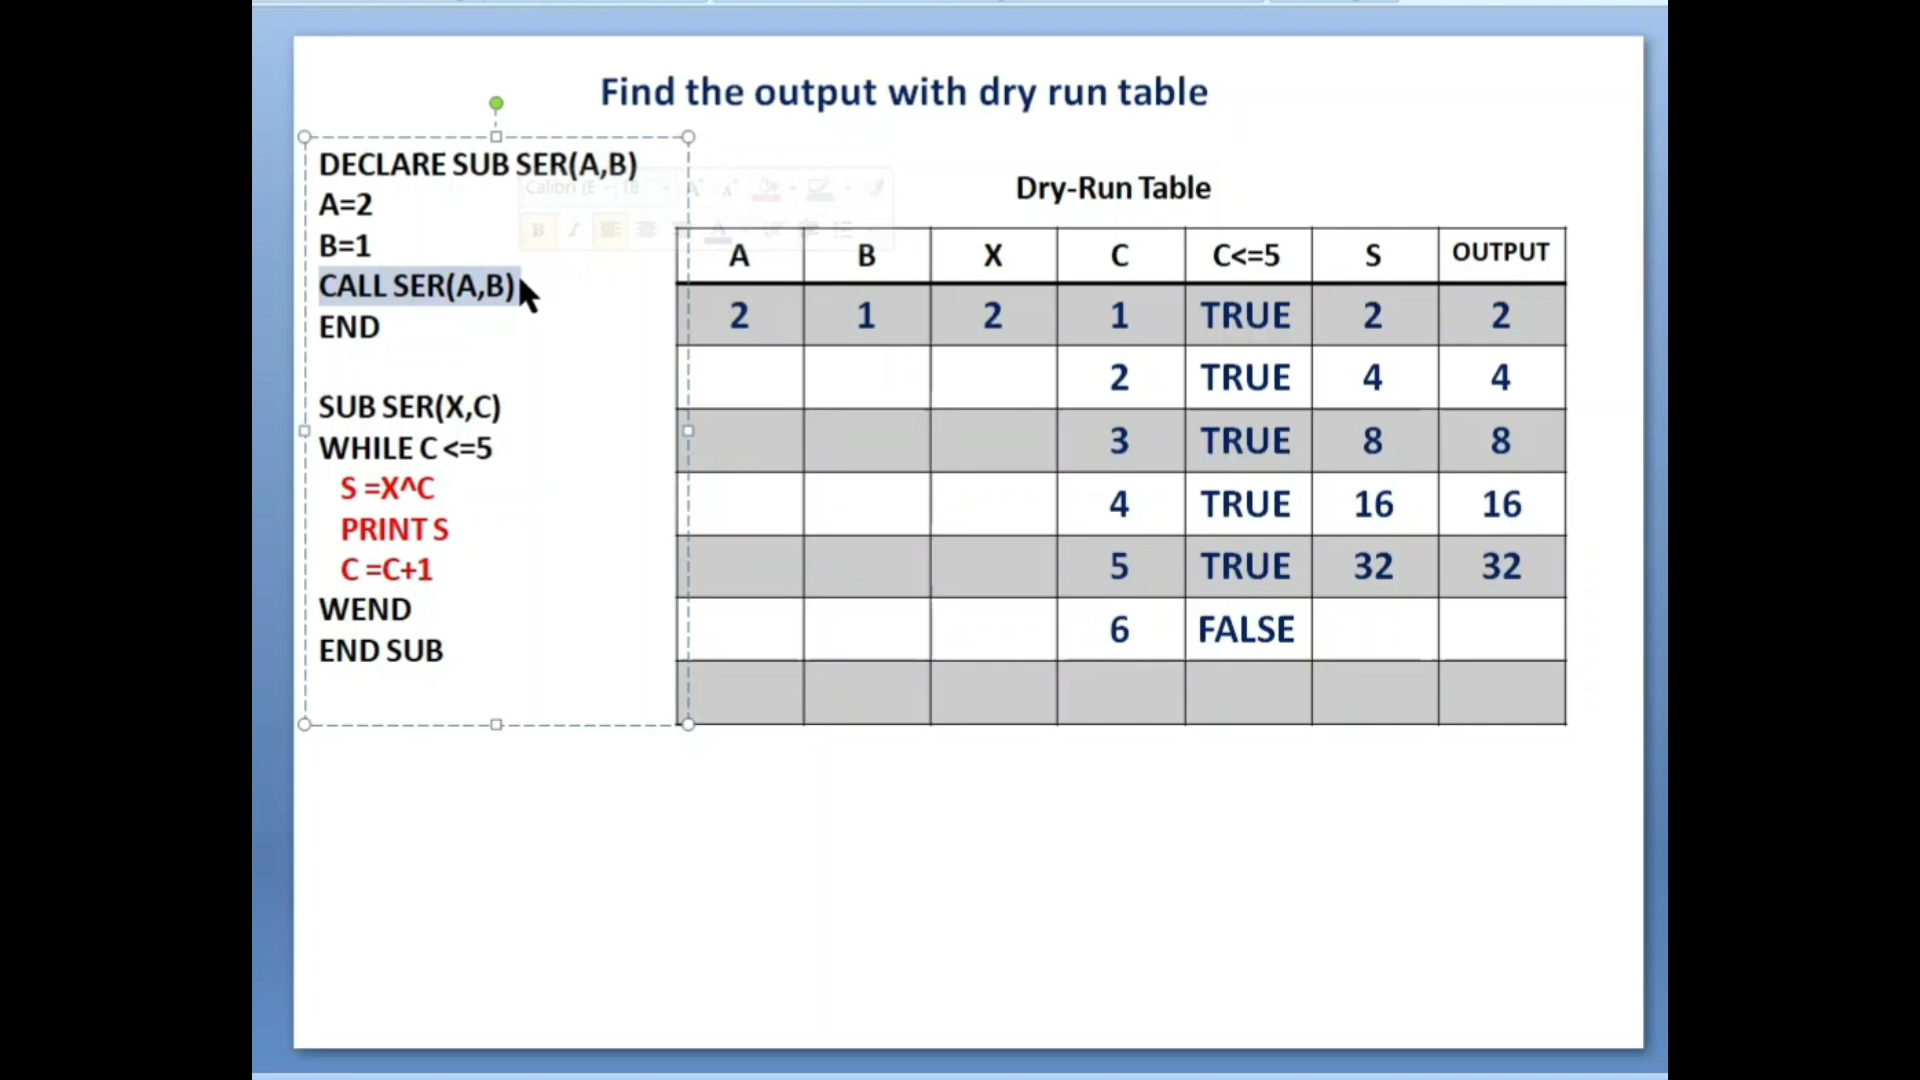 Find the output with dry run table
DECLARE SUB SER(A,B)
A=2
B=1
CALL SER(A,B)
END
SUB SER(X,C)
WHILE C <=5
S =X^C
PRINT S
C =C+1
WEND
END SUB
Calibri (E 18
Dry-Run Table
A B X C C<=5 S OUTPUT
2 1 2 1 TRUE 2 2
2 TRUE 4 4
3 TRUE 8 8
4 TRUE 16 16
5 TRUE 32 32
6 FALSE